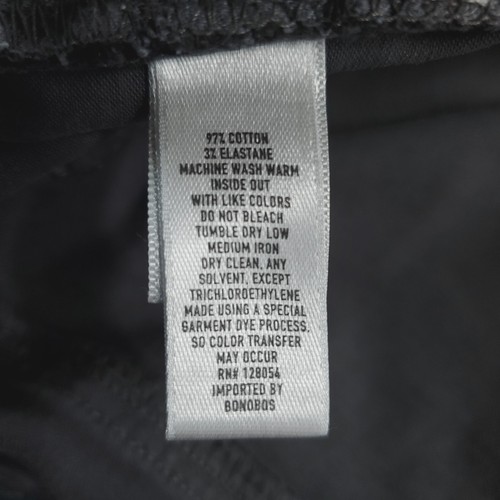 97% COTTON
3% ELASTANE
MACHINE WASH WARM
INSIDE OUT
WITH LIKE COLORS
DO NOT BLEACH
TUMBLE DRY LOW
MEDIUM IRON
DRY CLEAN, ANY
SOLVENT, EXCEPT
TRICHLOROETHYLENE
MADE USING A SPECIAL
GARMENT DYE PROCESS,
SO COLOR TRANSFER
MAY OCCUR
RN# 128054
IMPORTED BY
BONOBOS